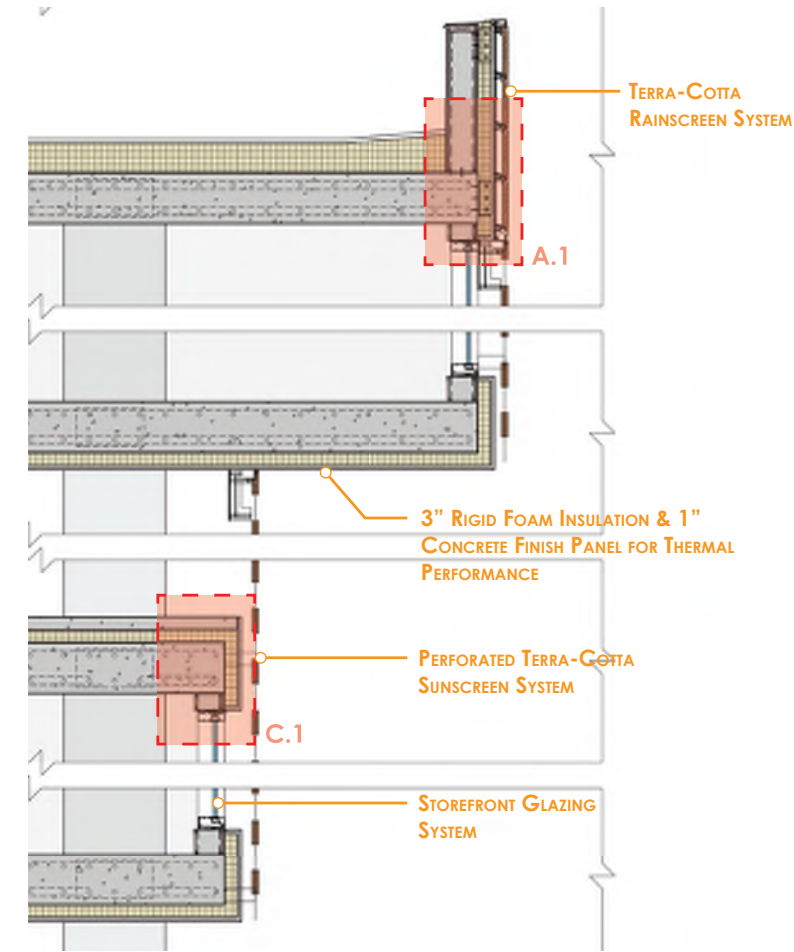 Terra-Cotta
Rainscreen System
A.1
3” Rigid Foam Insulation & 1”
Concrete Finish Panel for Thermal
Performance
Perforated Terra-Cotta
Sunscreen System
C.1
Storefront Glazing
System